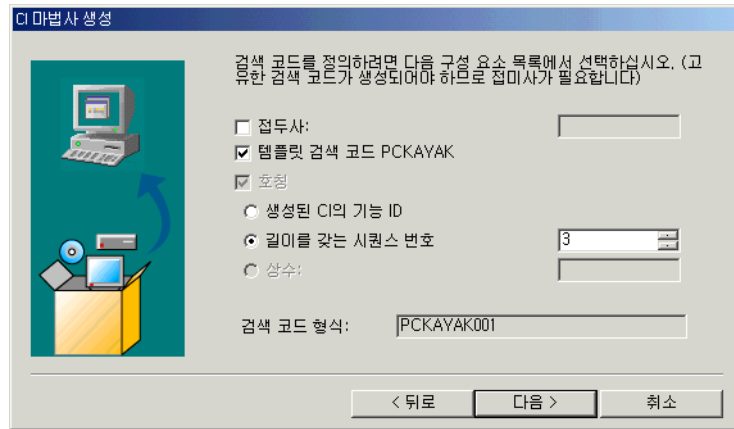 CI 마법사 생성
검색 코드를 정의하려면 다음 구성 요소 목록에서 선택하십시오. (고
유한 검색 코드가 생성되어야 하므로 접미사가 필요합니다)
접두사:
템플릿 검색 코드 PCKAYAK
호칭
생성된 CI의 기능 ID
길이를 갖는 시퀀스 번호 3
상수:
검색 코드 형식: PCKAYAK001
< 뒤로 다음 > 취소